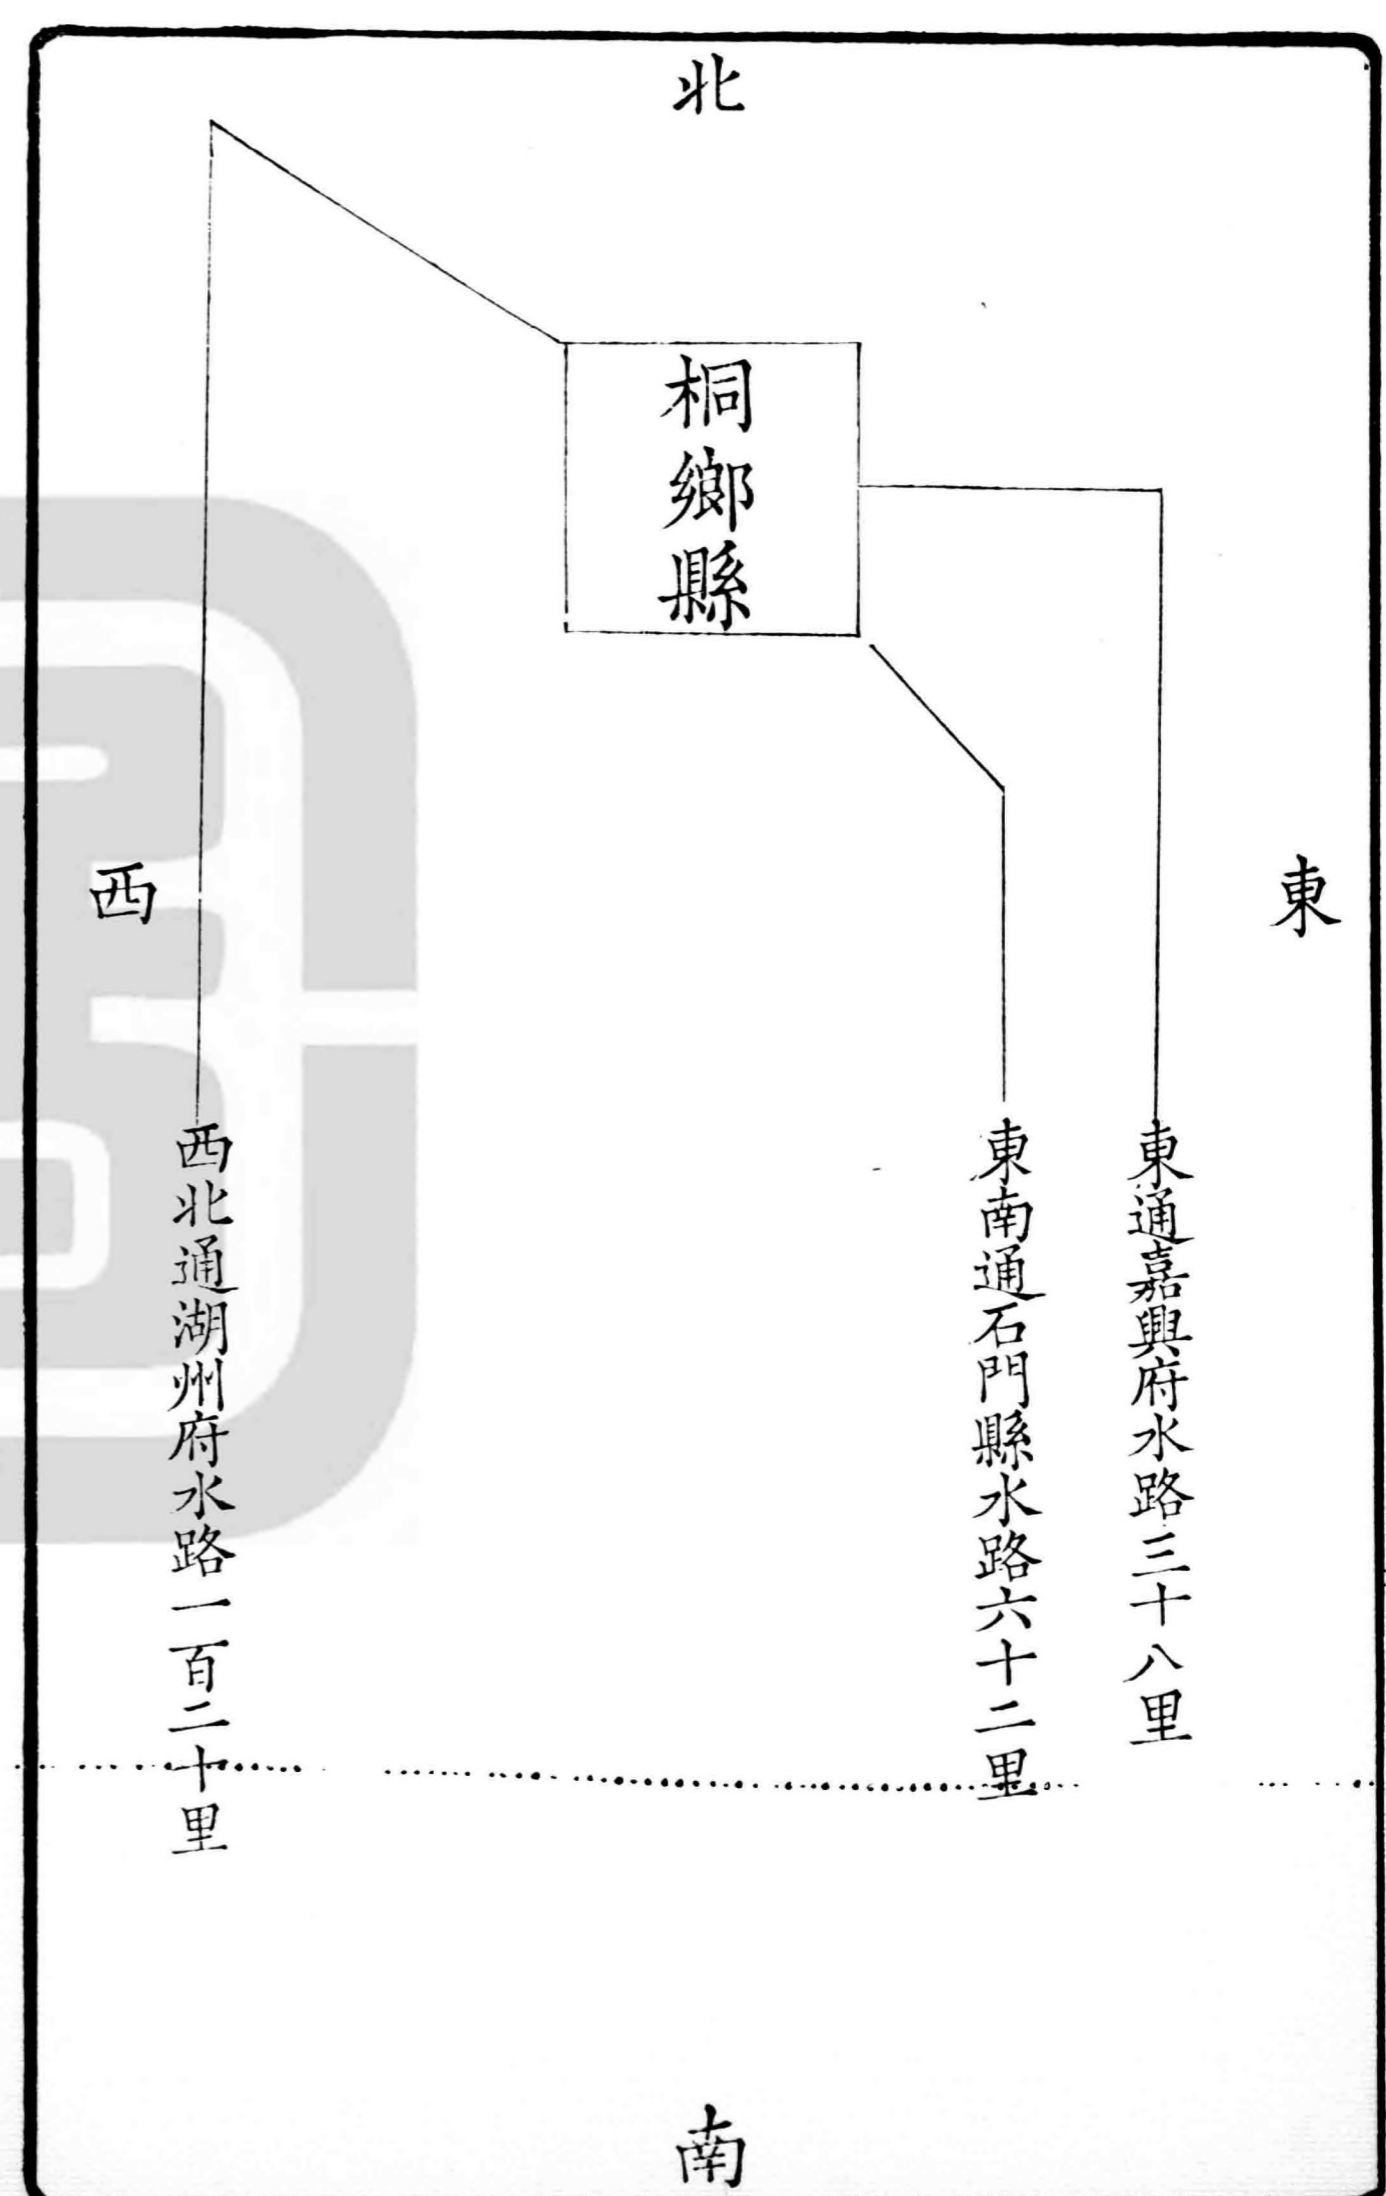 北
桐鄉縣
東
東通嘉興府水路三十八里
東南通石門縣水路六十二里
西北通湖州府水路一百二十里
西
南